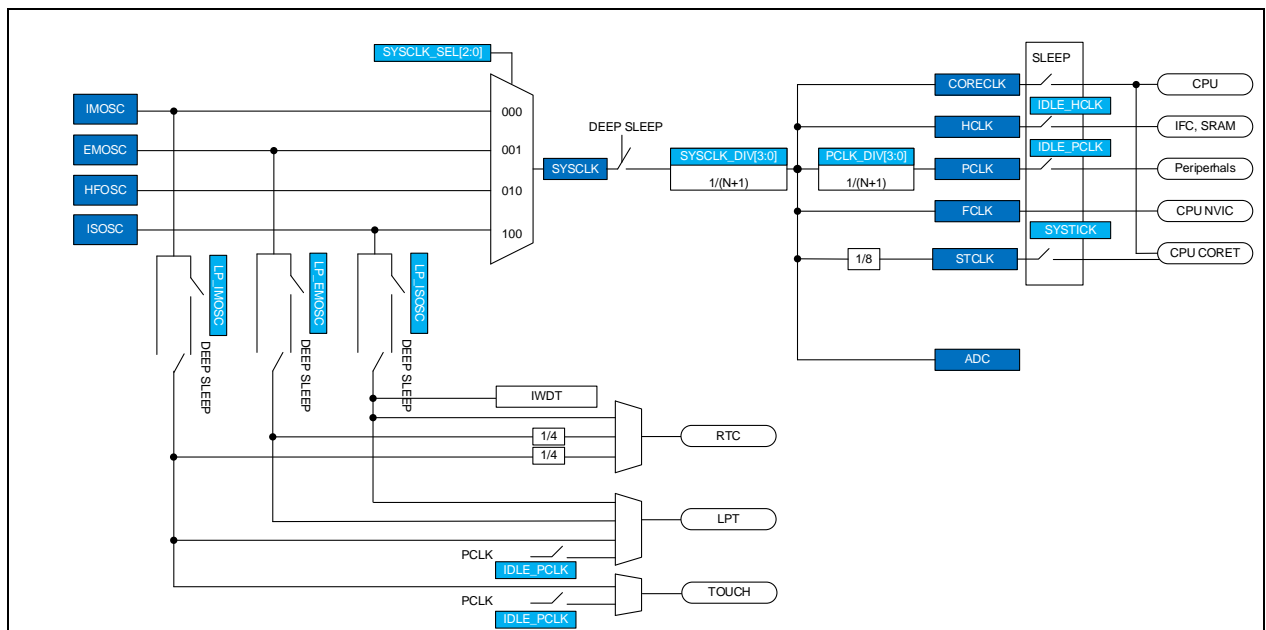 SYSCLK_SEL[2:0]
SLEEP
IMOSC
000
CORECLK
CPU
IDLE_HCLK
DEEP SLEEP
HCLK
IFC, SRAM
EMOSC
001
SYSCLK
SYSCLK_DIV[3:0]
PCLK_DIV[3:0]
IDLE_PCLK
1/(N+1)
1/(N+1)
PCLK
Periperhals
HFOSC
010
FCLK
CPU NVIC
ISOSC
100
SYSTICK
1/8
STCLK
CPU CORET
LP_IMOSC
LP_EMOSC
LP_ISOSC
DEEP SLEEP
DEEP SLEEP
DEEP SLEEP
ADC
IWDT
1/4
1/4
RTC
LPT
PCLK
IDLE_PCLK
TOUCH
PCLK
IDLE_PCLK